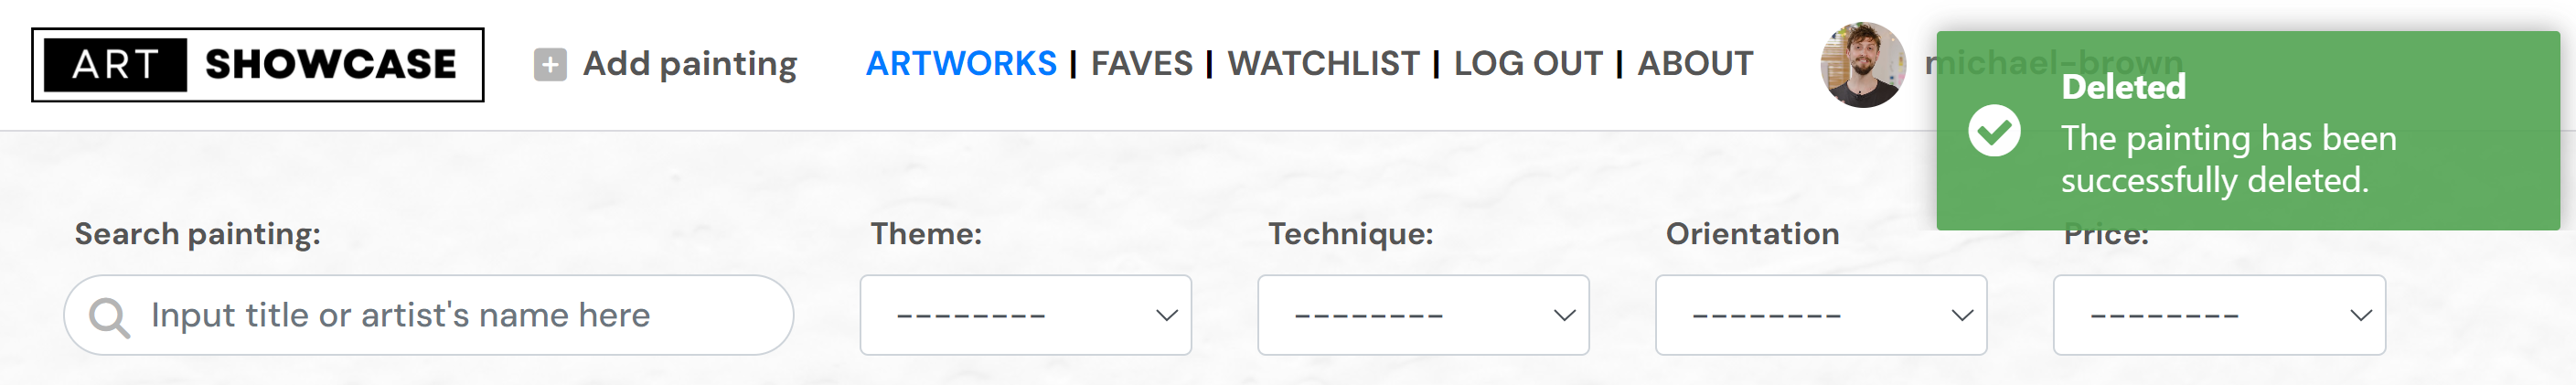 ART SHOWCASE
Add painting
ARTWORKS | FAVES | WATCHLIST | LOG OUT | ABOUT
michael-brown
Deleted
The painting has been
successfully deleted.
Search painting:
Theme:
Technique:
Orientation
Price:
Input title or artist's name here
--------
--------
--------
--------